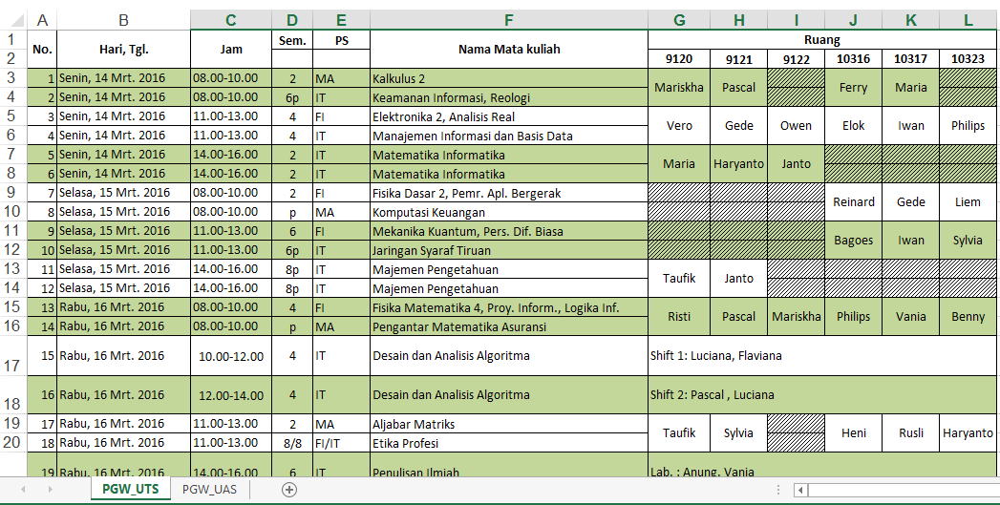 A B C D E F G H I J K L
1 No. Hari, Tgl. Jam Sem. PS Nama Mata kuliah Ruang
2 9120 9121 9122 10316 10317 10323
3 1 Senin, 14 Mrt. 2016 08.00-10.00 2 MA Kalkulus 2 Mariskha Pascal Ferry Maria
4 2 Senin, 14 Mrt. 2016 08.00-10.00 6p IT Keamanan Informasi, Reologi
5 3 Senin, 14 Mrt. 2016 11.00-13.00 4 FI Elektronika 2, Analisis Real Vero Gede Owen Elok Iwan Philips
6 4 Senin, 14 Mrt. 2016 11.00-13.00 4 IT Manajemen Informasi dan Basis Data
7 5 Senin, 14 Mrt. 2016 14.00-16.00 2 IT Matematika Informatika Maria Haryanto Janto
8 6 Senin, 14 Mrt. 2016 14.00-16.00 2 IT Matematika Informatika
9 7 Selasa, 15 Mrt. 2016 08.00-10.00 2 FI Fisika Dasar 2, Pemr. Apl. Bergerak Reinard Gede Liem
10 8 Selasa, 15 Mrt. 2016 08.00-10.00 p MA Komputasi Keuangan
11 9 Selasa, 15 Mrt. 2016 11.00-13.00 6 FI Mekanika Kuantum, Pers. Dif. Biasa Bagoes Iwan Sylvia
12 10 Selasa, 15 Mrt. 2016 11.00-13.00 6p IT Jaringan Syaraf Tiruan
13 11 Selasa, 15 Mrt. 2016 14.00-16.00 8p IT Majemen Pengetahuan Taufik Janto
14 12 Selasa, 15 Mrt. 2016 14.00-16.00 8p IT Majemen Pengetahuan
15 13 Rabu, 16 Mrt. 2016 08.00-10.00 4 FI Fisika Matematika 4, Proy. Inform., Logika Inf. Risti Pascal Mariskha Philips Vania Benny
16 14 Rabu, 16 Mrt. 2016 08.00-10.00 p MA Pengantar Matematika Asuransi
17 15 Rabu, 16 Mrt. 2016 10.00-12.00 4 IT Desain dan Analisis Algoritma Shift 1: Luciana, Flaviana
18 16 Rabu, 16 Mrt. 2016 12.00-14.00 4 IT Desain dan Analisis Algoritma Shift 2: Pascal , Luciana
19 17 Rabu, 16 Mrt. 2016 11.00-13.00 2 MA Aljabar Matriks Taufik Sylvia Heni Rusli Haryanto
20 18 Rabu, 16 Mrt. 2016 11.00-13.00 8/8 FI/IT Etika Profesi
19 Rabu, 16 Mrt. 2016 14.00-16.00 6 IT Penulisan Ilmiah Lab. : Anung, Vania
PGW_UTS PGW_UAS